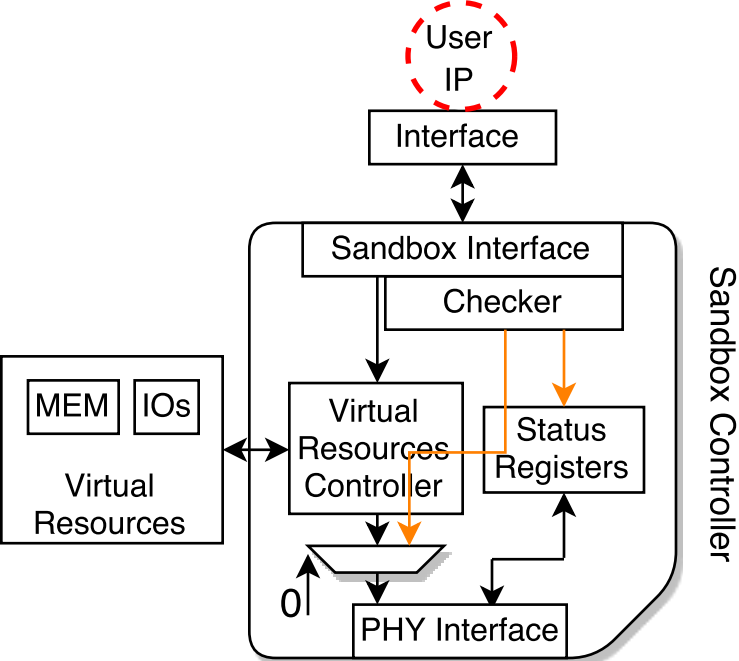 User
IP
Interface
Sandbox Interface
Checker
Sandbox Controller
MEM
IOs
Virtual
Resources
Virtual
Resources
Controller
Status
Registers
0
PHY Interface